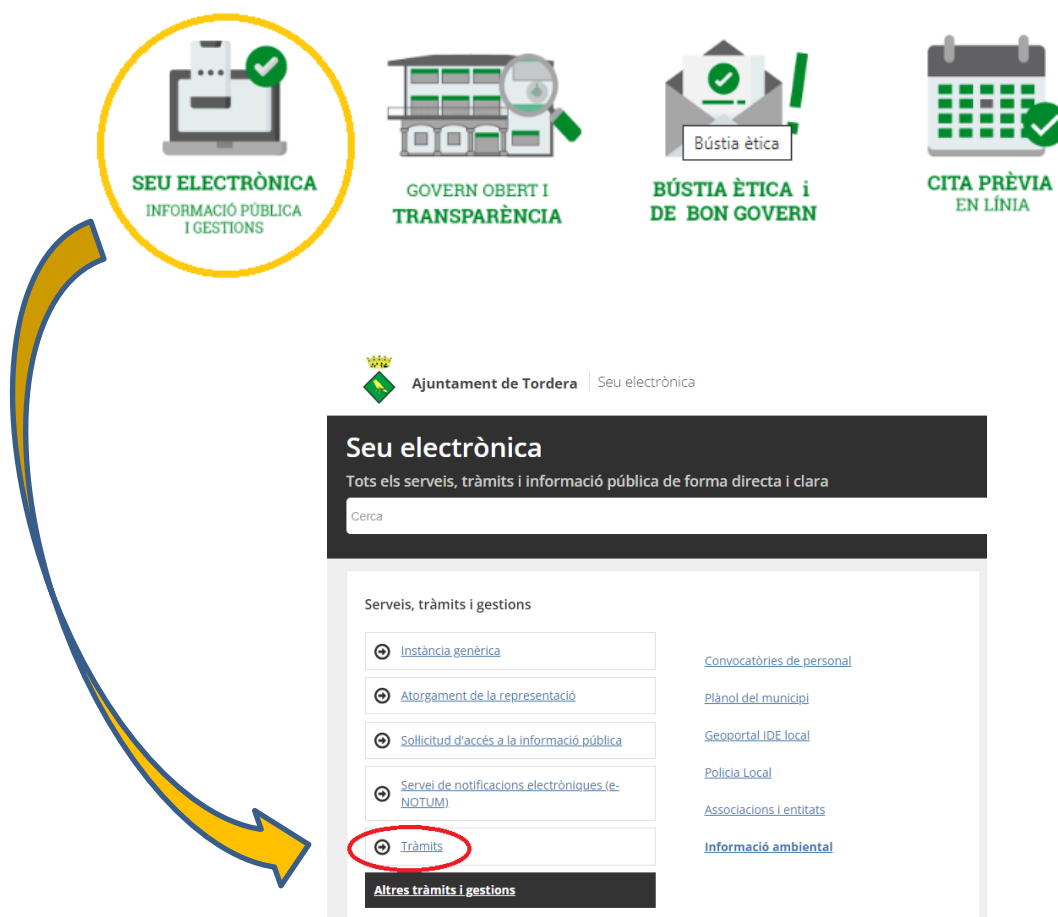 SEU ELECTRÒNICA
INFORMACIÓ PÚBLICA
I GESTIONS
GOVERN OBERT I
TRANSPARÈNCIA
Bústia ètica
BÚSTIA ÈTICA i
DE BON GOVERN
CITA PRÈVIA
EN LÍNIA
Ajuntament de Tordera Seu electrònica
Seu electrònica
Tots els serveis, tràmits i informació pública de forma directa i clara
Cerca
Serveis, tràmits i gestions
Instància genèrica
Atorgament de la representació
Sol·licitud d'accés a la informació pública
Servei de notificacions electròniques (e-
NOTUM)
Tràmits
Altres tràmits i gestions
Convocatòries de personal
Plànol del municipi
Geoportal IDE local
Policia Local
Associacions i entitats
Informació ambiental